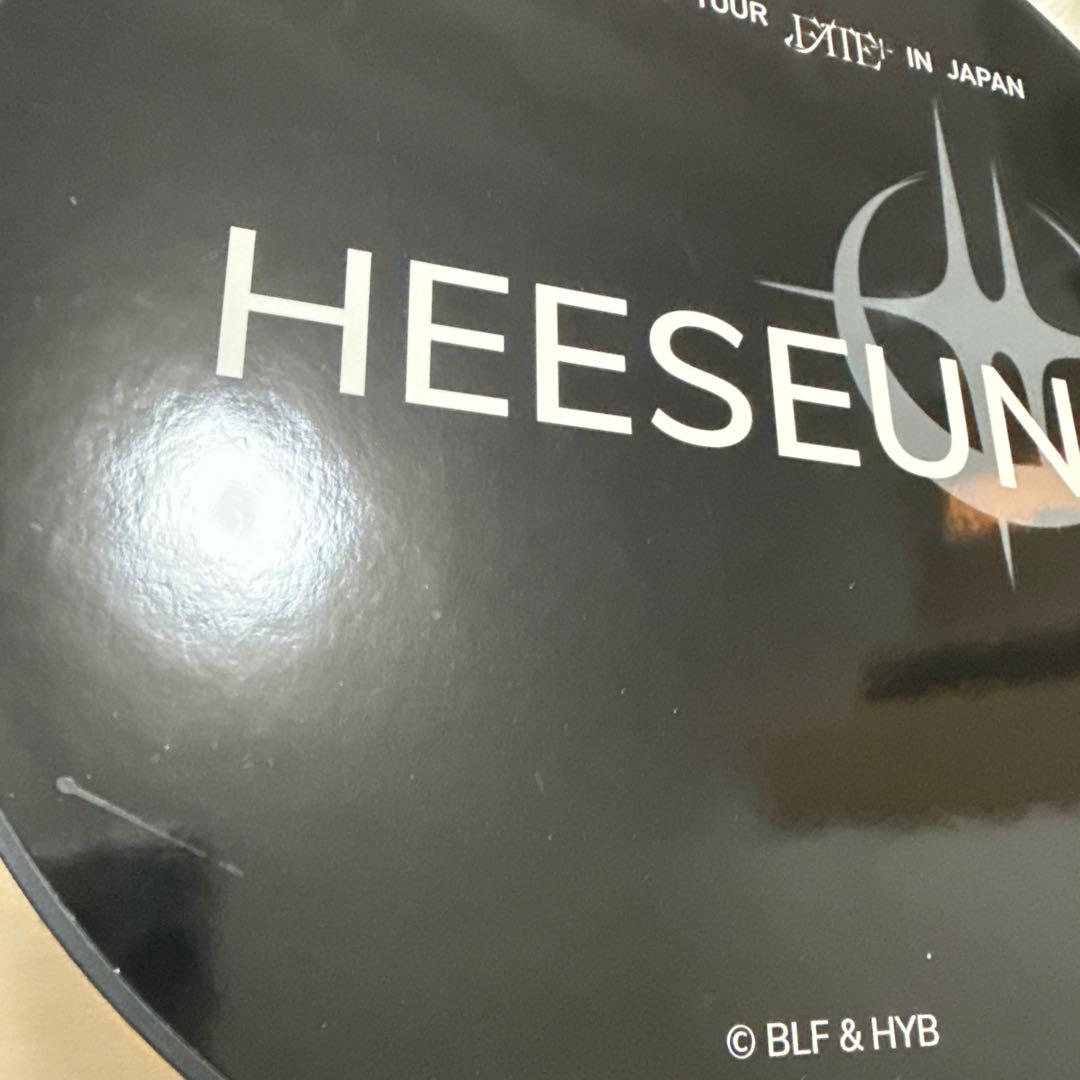 TOUR FATE IN JAPAN
HEESEUN
© BLF & HYB